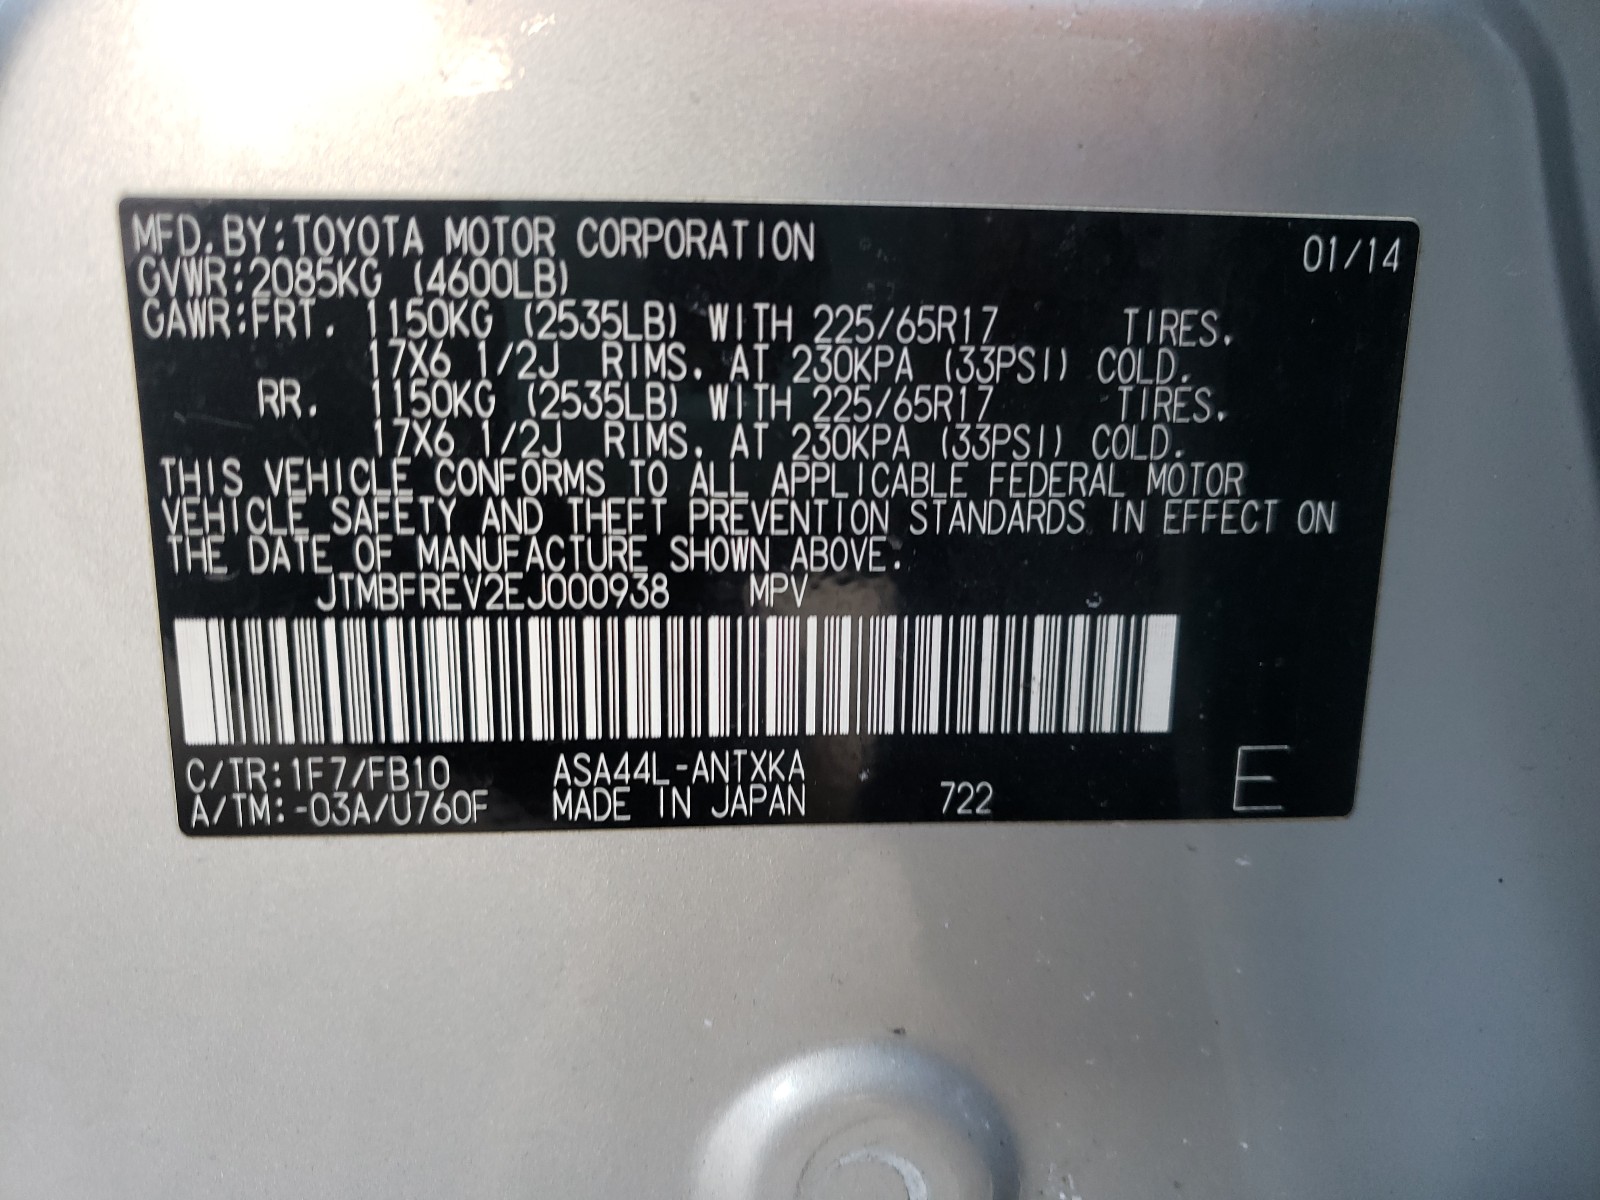 MFD.BY:TOYOTA MOTOR CORPORATION 01/14
GVWR:2085KG (4600LB)
GAWR:FRT. 1150KG (2535LB) WITH 225/65R17 TIRES.
17X6 1/2J RIMS. AT 230KPA (33PSI) COLD.
RR. 1150KG (2535LB) WITH 225/65R17 TIRES.
17X6 1/2J RIMS. AT 230KPA (33PSI) COLD.
THIS VEHICLE CONFORMS TO ALL APPLICABLE FEDERAL MOTOR
VEHICLE SAFETY AND THEFT PREVENTION STANDARDS IN EFFECT ON
THE DATE OF MANUFACTURE SHOWN ABOVE.
JTMBFREV2EJ000938 MPV
C/TR:1F7/FB10 ASA44L-ANTXKA
A/TM:-03A/U760F MADE IN JAPAN 722 E